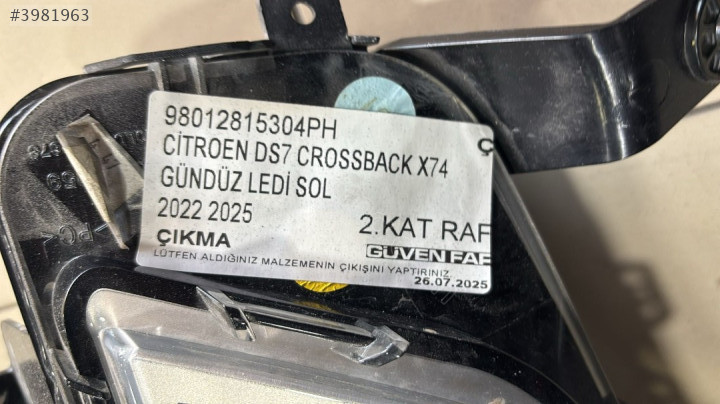 #3981963
98012815304PH
CİTROEN DS7 CROSSBACK X74
GÜNDÜZ LEDİ SOL
2022 2025
2.KAT RAF
ÇIKMA
GÜVEN FAR
LÜTFEN ALDIĞINIZ MALZEMENİN ÇIKIŞINI YAPTIRINIZ
26.07.2025